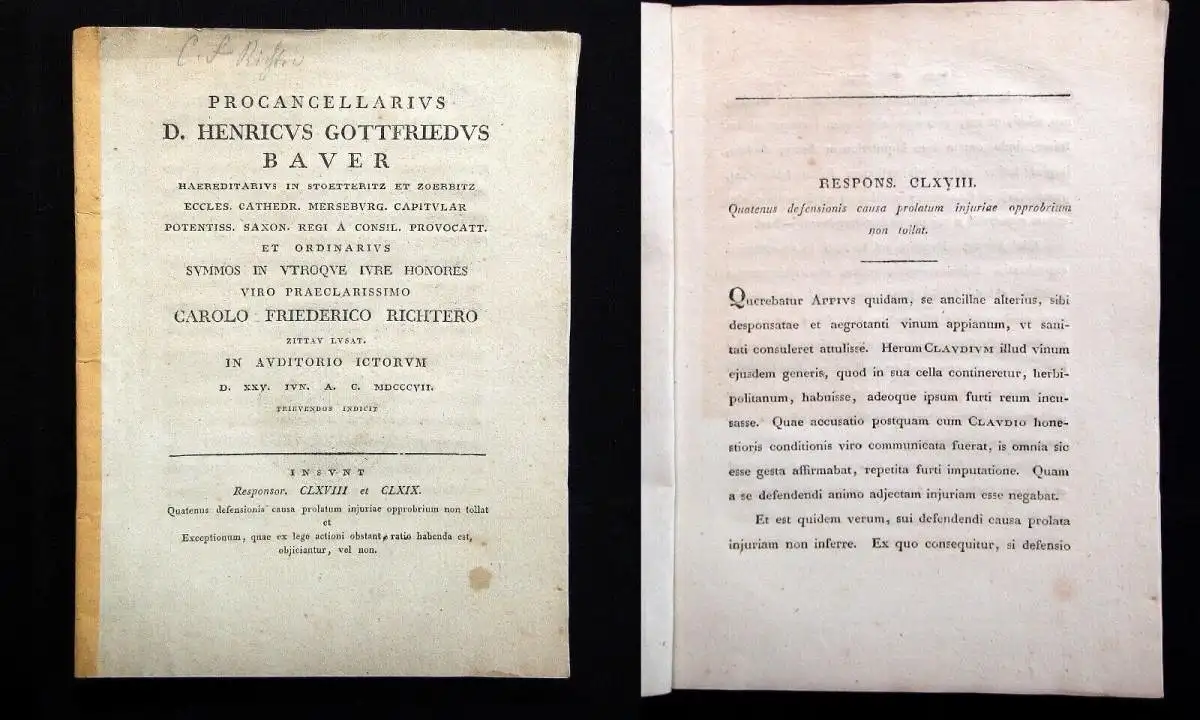 C. F. Richter
PROCANCELLARIVS
D. HENRICVS GOTTFRIEDVS
BAVER
HAEREDITARIVS IN STOETTERITZ ET ZOERBITZ
ECCLES. CATHEDR. MERSEBVRG. CAPITVLAR
POTENTISS. SAXON. REGI A CONSIL. PROVOCATT.
ET ORDINARIVS
SVMMOS IN VTROQVE IVRE HONORES
VIRO PRAECLARISSIMO
CAROLO FRIEDERICO RICHTERO
ZITTAV LVSAT.
IN AVDITORIO ICTORVM
D. XXV. IVN. A. C. MDCCCVII.
TRIBVENDOS INDICIT
INSVNT
Responsor. CLXVIII et CLXIX.
Quatenus defensionis causa prolatum injuriae opprobrium non tollat
et
Exceptionum, quae ex lege actioni obstant, ratio habenda est,
objiciantur, vel non.
RESPONS. CLXVIII.
Quatenus defensionis causa prolatum injuriae opprobrium
non tollat.
Querebatur APPIVS quidam, se ancillae alterius, sibi
desponsatae et aegrotanti vinum appianum, vt sani-
tati consuleret attulisse. Herum CLAVDIVM illud vinum
ejusdem generis, quod in sua cella contineretur, herbi-
politanum, habuisse, adeoque ipsum furti reum incu-
sasse. Quae accusatio postquam cum CLAVDIO hone-
stioris conditionis viro communicata fuerat, is omnia sic
esse gesta affirmabat, repetita furti imputatione. Quam
a se defendendi animo adjectam injuriam esse negabat.
Et est quidem verum, sui defendendi causa prolata
injuriam non inferre. Ex quo consequitur, si defensio